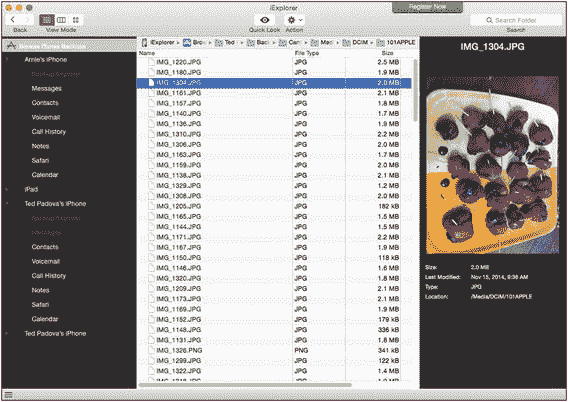 iExplorer
Register Now
Back
View Mode
Quick Look
Action
Search Folder
Search
Browse iTunes Backups
Arnie's iPhone
Messages
Contacts
Voicemail
Call History
Notes
Safari
Calendar
iPad
Ted Padova's iPhone
Contacts
Voicemail
Call History
Notes
Safari
Calendar
Ted Padova's iPhone
iExplorer Ted DCIM 101APPLE
Name File Type Size
IMG_1220.JPG JPG 2.5 MB
IMG_1180.JPG JPG 1.9 MB
IMG_1304.JPG JPG 2.0 MB
IMG_1161.JPG JPG 2.1 MB
IMG_1157.JPG JPG 1.8 MB
IMG_1140.JPG JPG 1.7 MB
IMG_1136.JPG JPG 1.9 MB
IMG_1310.JPG JPG 2.2 MB
IMG_1306.JPG JPG 2.0 MB
IMG_1163.JPG JPG 1.7 MB
IMG_1159.JPG JPG 2.0 MB
IMG_1138.JPG JPG 2.1 MB
IMG_1329.JPG JPG 1.2 MB
IMG_1308.JPG JPG 2.0 MB
IMG_1205.JPG JPG 182 kB
IMG_1165.JPG JPG 1.5 MB
IMG_1144.JPG JPG 1.5 MB
IMG_1171.JPG JPG 2.2 MB
IMG_1167.JPG JPG 1.9 MB
IMG_1150.JPG JPG 118 kB
IMG_1146.JPG JPG 1.6 MB
IMG_1320.JPG JPG 1.8 MB
IMG_1209.JPG JPG 2.1 MB
IMG_1173.JPG JPG 2.1 MB
IMG_1169.JPG JPG 1.9 MB
IMG_1152.JPG JPG 179 kB
IMG_1148.JPG JPG 336 kB
IMG_1131.JPG JPG 1.8 MB
IMG_1326.PNG PNG 341 kB
IMG_1299.JPG JPG 122 kB
IMG_1322.JPG JPG 1.4 MB
IMG_1304.JPG
Size: 2.0 MB
Last Modified: Nov 15, 2014, 9:36 AM
Type: JPG
Location: /Media/DCIM/101APPLE